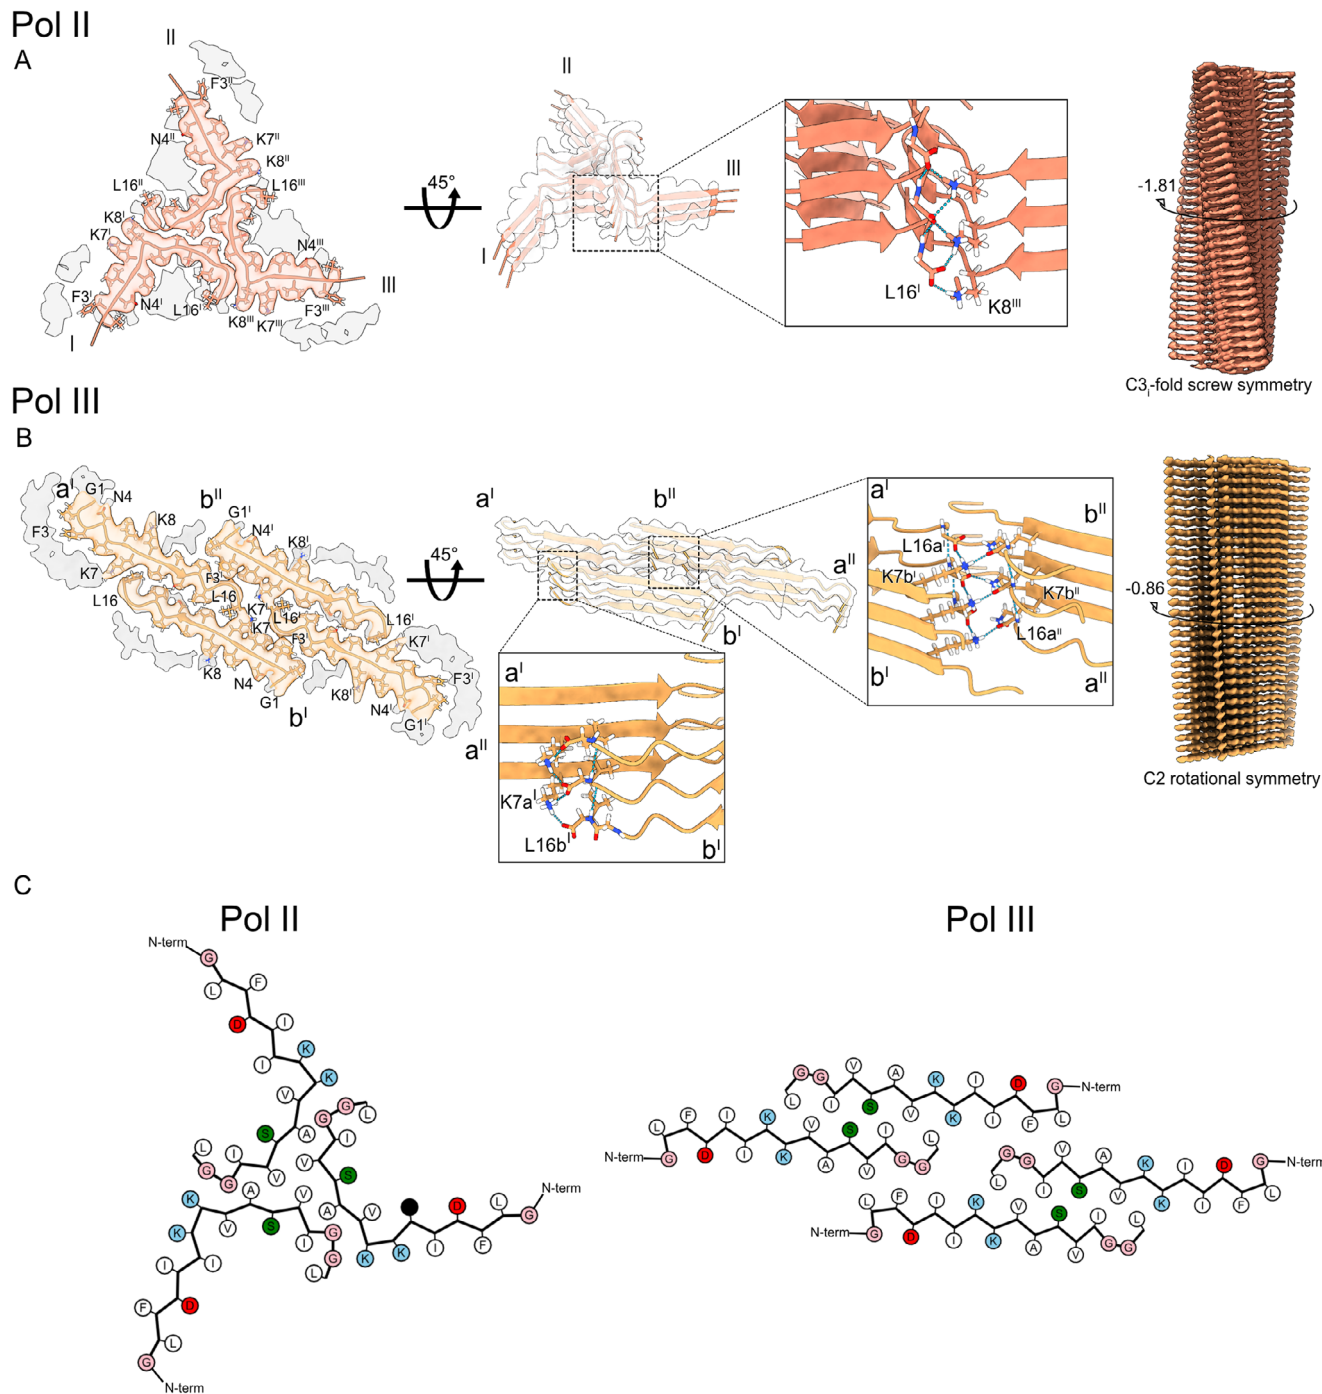 Pol II
A
II
F3II
N4II
K7II
K8II
L16II
L16III
K8I
K7I
N4III
F3I
N4I
L16I
K8III
K7III
F3III
III
I
45°
II
III
I
L16I
K8III
-1.81
C3i-fold screw symmetry
Pol III
B
aI
G1
N4
bII
G1I
N4I
F3
K8
K8I
K7
F3
L16
L16
K7I
K7
L16I
F3I
L16I
K7I
K8
N4
G1
bI
K8I
N4I
F3I
G1I
aII
45°
aI
bII
aII
bI
aI
bII
L16aI
K7bI
K7bII
L16aII
bI
aII
aI
K7aI
L16bI
bI
-0.86
C2 rotational symmetry
C
Pol II
N-term
G
L
F
D
I
I
K
K
V
A
S
V
I
G
G
L
L
G
G
I
V
S
A
V
K
K
I
D
F
L
G
N-term
K
K
A
V
S
V
I
G
G
L
I
I
D
F
L
G
N-term
Pol III
L
G
G
I
V
S
A
V
K
K
I
I
D
F
L
G
N-term
N-term
G
L
F
D
I
I
K
K
V
A
S
V
I
G
G
L
L
G
G
I
V
S
A
V
K
K
I
I
D
F
G
L
N-term
N-term
G
L
F
D
I
I
K
K
V
A
S
V
I
G
G
L